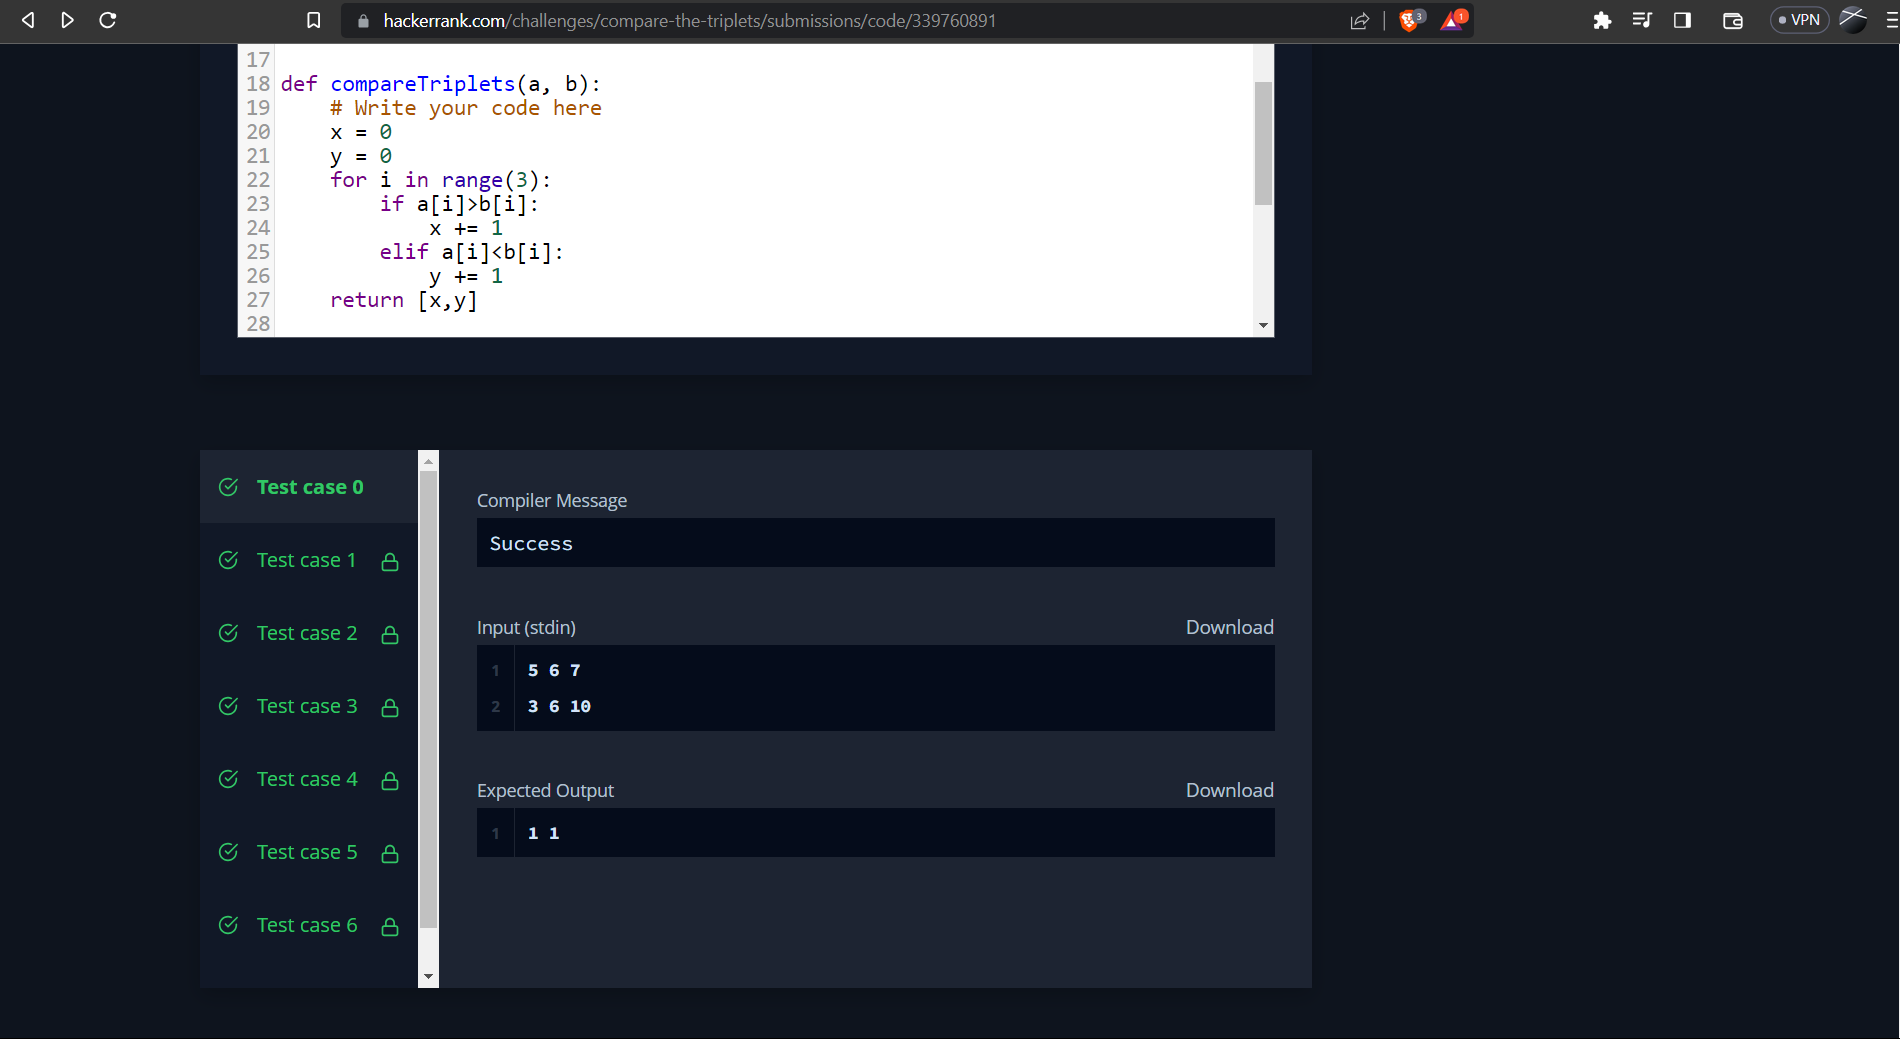 hackerrank.com/challenges/compare-the-triplets/submissions/code/339760891
3
1
VPN
17
18 def compareTriplets(a, b):
19     # Write your code here
20     x = 0
21     y = 0
22     for i in range(3):
23         if a[i]>b[i]:
24             x += 1
25         elif a[i]<b[i]:
26             y += 1
27     return [x,y]
28
Test case 0
Test case 1
Test case 2
Test case 3
Test case 4
Test case 5
Test case 6
Compiler Message
Success
Input (stdin) Download
1 5 6 7
2 3 6 10
Expected Output Download
1 1 1